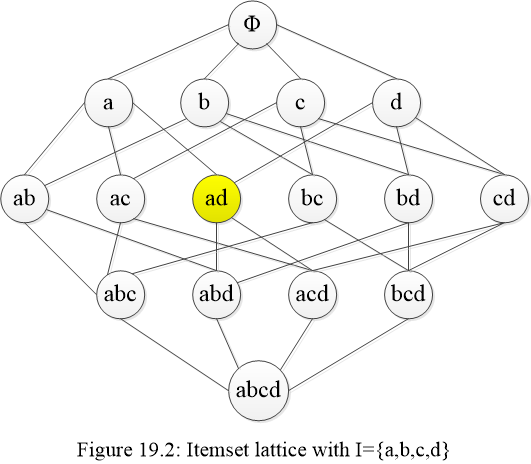 Φ
a b c d
ab ac ad bc bd cd
abc abd acd bcd
abcd
Figure 19.2: Itemset lattice with I={a,b,c,d}